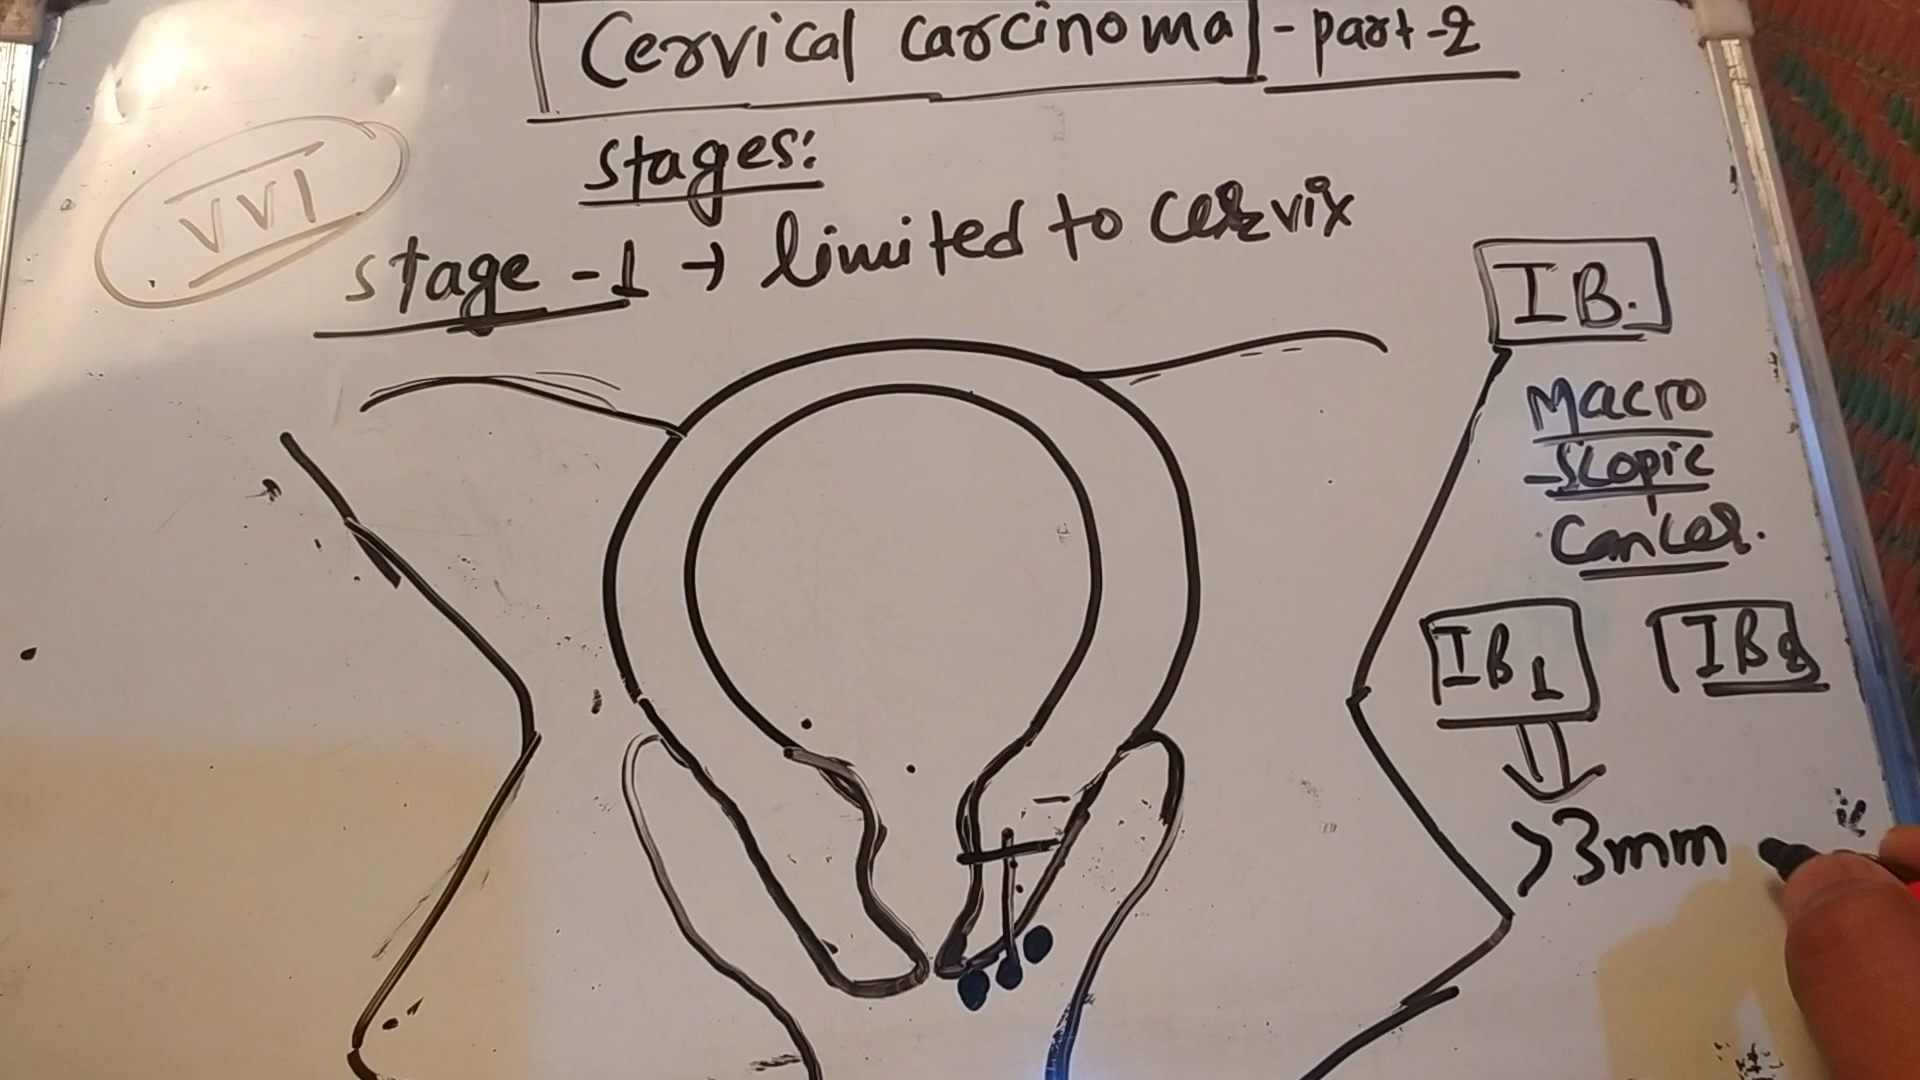 Cervical carcinoma - part-2
VVI
stages:
stage -1 → limited to cervix
IB.
Macro
-scopic
Cancer.
IB1
IB2
>3mm